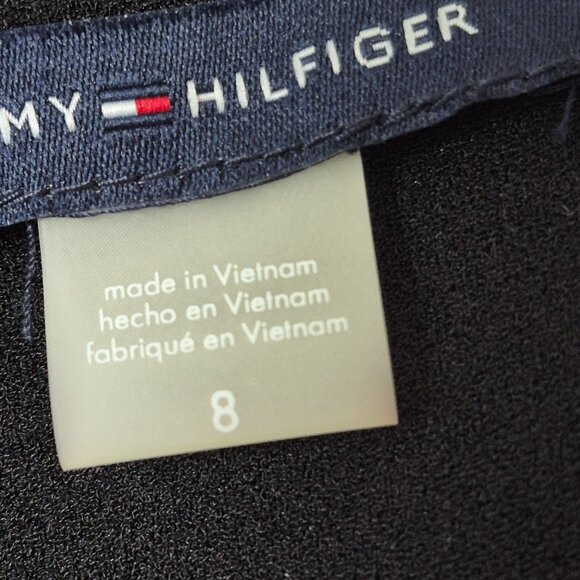 MY HILFIGER
made in Vietnam
hecho en Vietnam
fabriqué en Vietnam
8